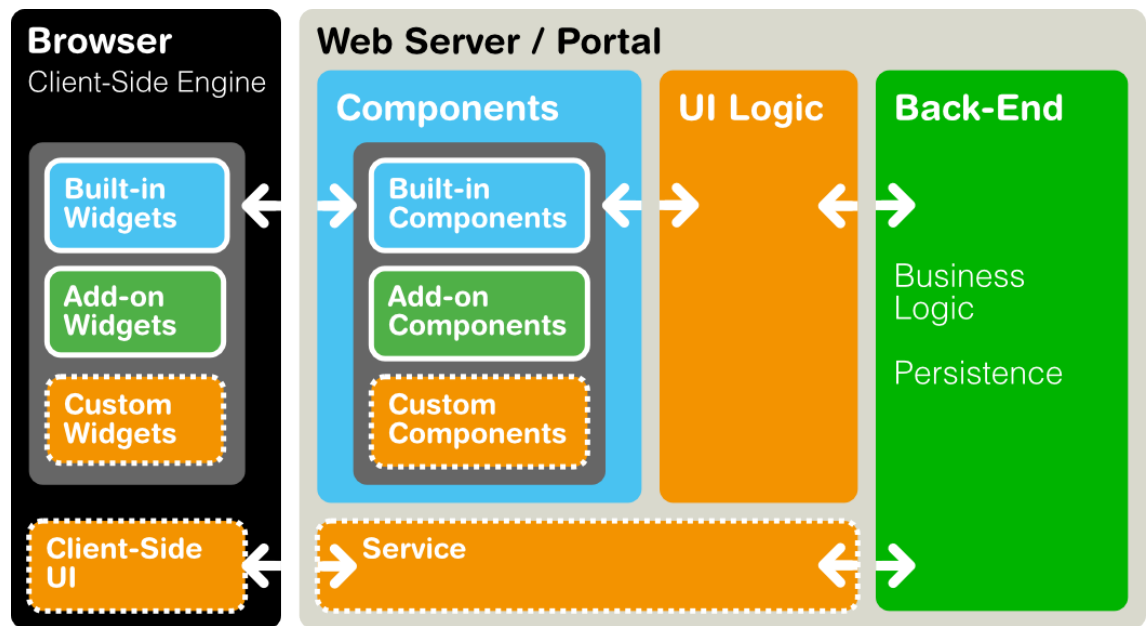 Browser
Client-Side Engine
Built-in
Widgets
Add-on
Widgets
Custom
Widgets
Client-Side
UI
Web Server / Portal
Components
Built-in
Components
Add-on
Components
Custom
Components
UI Logic
Service
Back-End
Business
Logic
Persistence